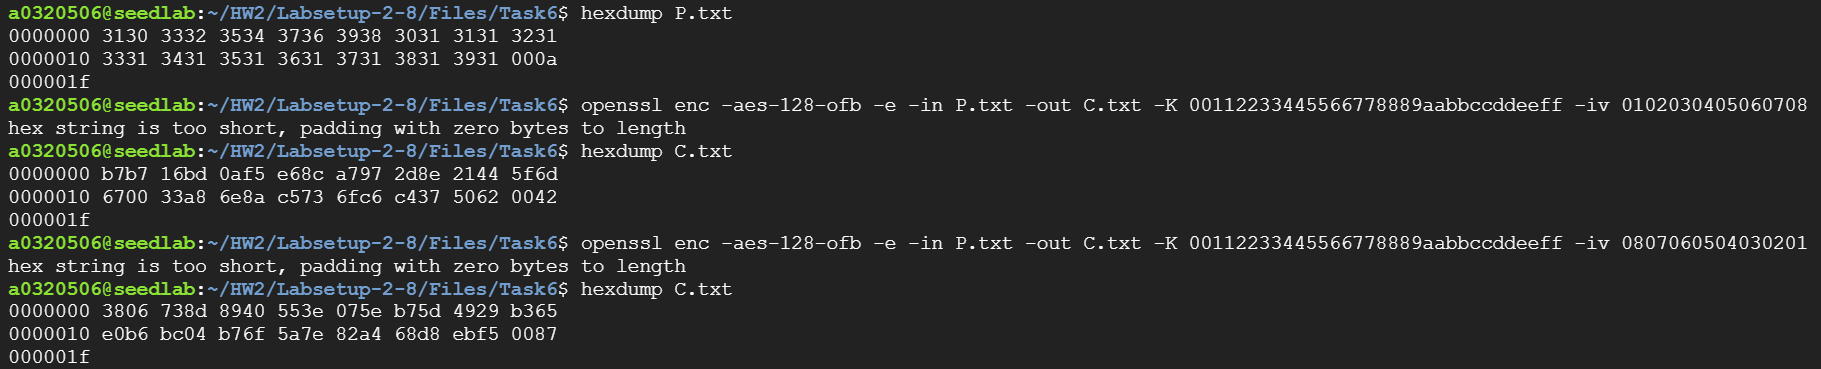 a0320506@seedlab:~/HW2/Labsetup-2-8/Files/Task6$ hexdump P.txt
0000000 3130 3332 3534 3736 3938 3031 3131 3231
0000010 3331 3431 3531 3631 3731 3831 3931 000a
000001f
a0320506@seedlab:~/HW2/Labsetup-2-8/Files/Task6$ openssl enc -aes-128-ofb -e -in P.txt -out C.txt -K 00112233445566778889aabbccddeeff -iv 0102030405060708
hex string is too short, padding with zero bytes to length
a0320506@seedlab:~/HW2/Labsetup-2-8/Files/Task6$ hexdump C.txt
0000000 b7b7 16bd 0af5 e68c a797 2d8e 2144 5f6d
0000010 6700 33a8 6e8a c573 6fc6 c437 5062 0042
000001f
a0320506@seedlab:~/HW2/Labsetup-2-8/Files/Task6$ openssl enc -aes-128-ofb -e -in P.txt -out C.txt -K 00112233445566778889aabbccddeeff -iv 0807060504030201
hex string is too short, padding with zero bytes to length
a0320506@seedlab:~/HW2/Labsetup-2-8/Files/Task6$ hexdump C.txt
0000000 3806 738d 8940 553e 075e b75d 4929 b365
0000010 e0b6 bc04 b76f 5a7e 82a4 68d8 ebf5 0087
000001f